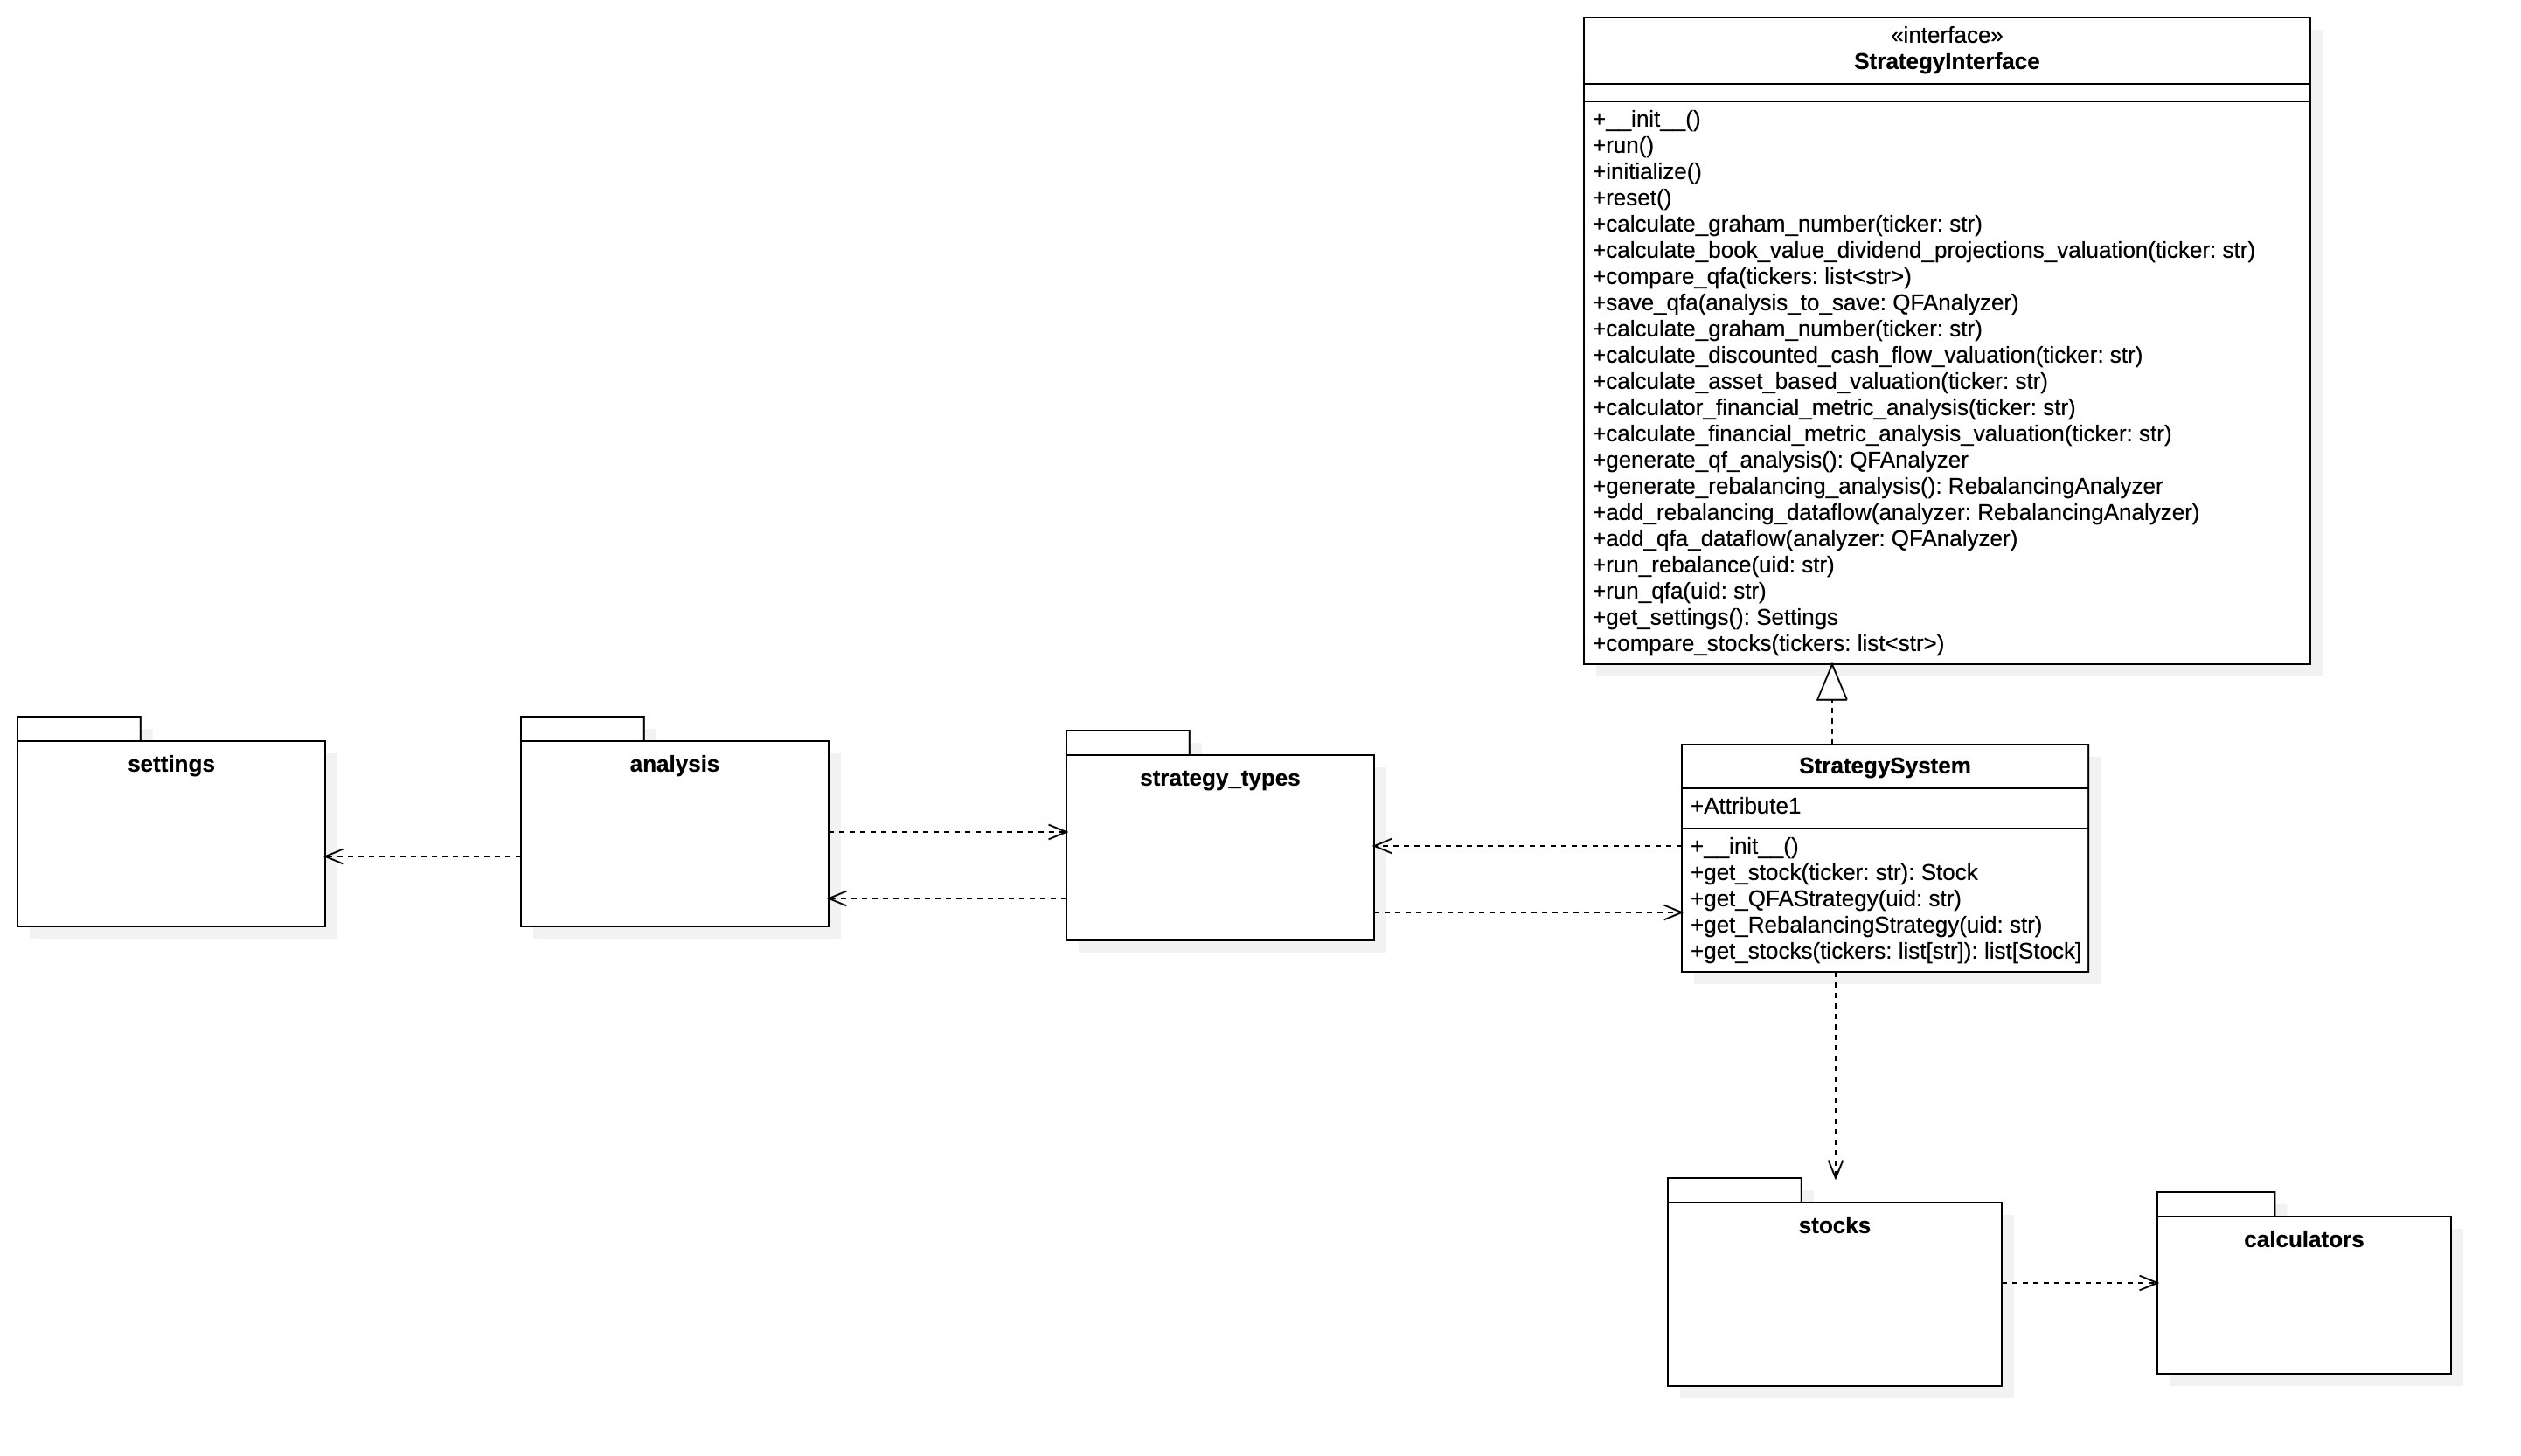 «interface»
StrategyInterface
+__init__()
+run()
+initialize()
+reset()
+calculate_graham_number(ticker: str)
+calculate_book_value_dividend_projections_valuation(ticker: str)
+compare_qfa(tickers: list<str>)
+save_qfa(analysis_to_save: QFAnalyzer)
+calculate_graham_number(ticker: str)
+calculate_discounted_cash_flow_valuation(ticker: str)
+calculate_asset_based_valuation(ticker: str)
+calculator_financial_metric_analysis(ticker: str)
+calculate_financial_metric_analysis_valuation(ticker: str)
+generate_qf_analysis(): QFAnalyzer
+generate_rebalancing_analysis(): RebalancingAnalyzer
+add_rebalancing_dataflow(analyzer: RebalancingAnalyzer)
+add_qfa_dataflow(analyzer: QFAnalyzer)
+run_rebalance(uid: str)
+run_qfa(uid: str)
+get_settings(): Settings
+compare_stocks(tickers: list<str>)
settings
analysis
strategy_types
StrategySystem
+Attribute1
+__init__()
+get_stock(ticker: str): Stock
+get_QFAStrategy(uid: str)
+get_RebalancingStrategy(uid: str)
+get_stocks(tickers: list[str]): list[Stock]
stocks
calculators